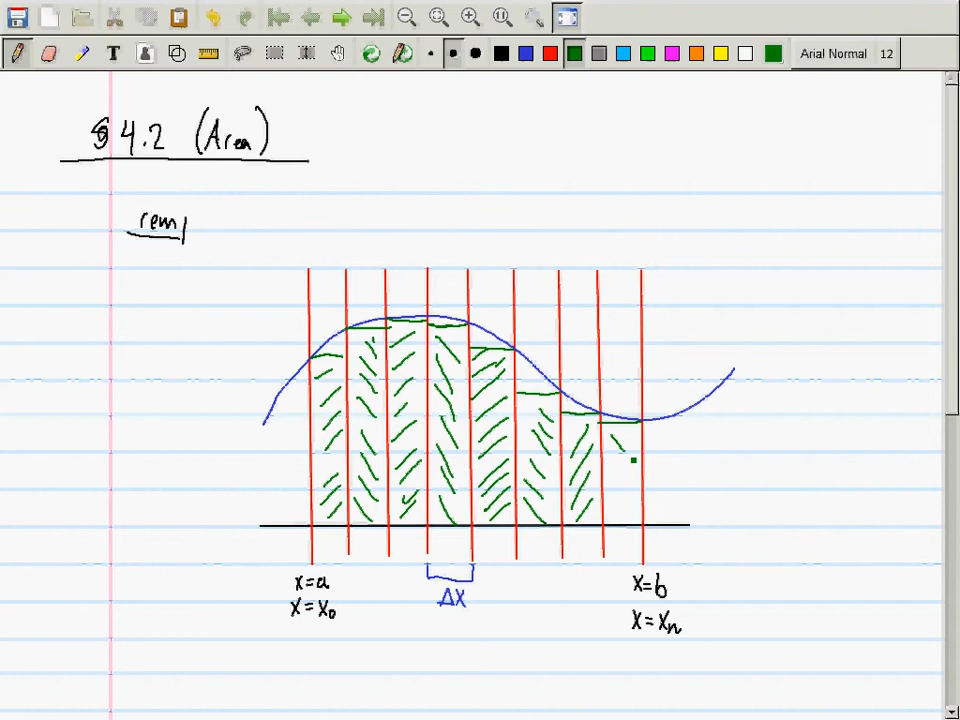 Arial Normal 12
§ 4.2 (Area)
rem
x=a
x=b
x=x₀
Δx
x=xₙ